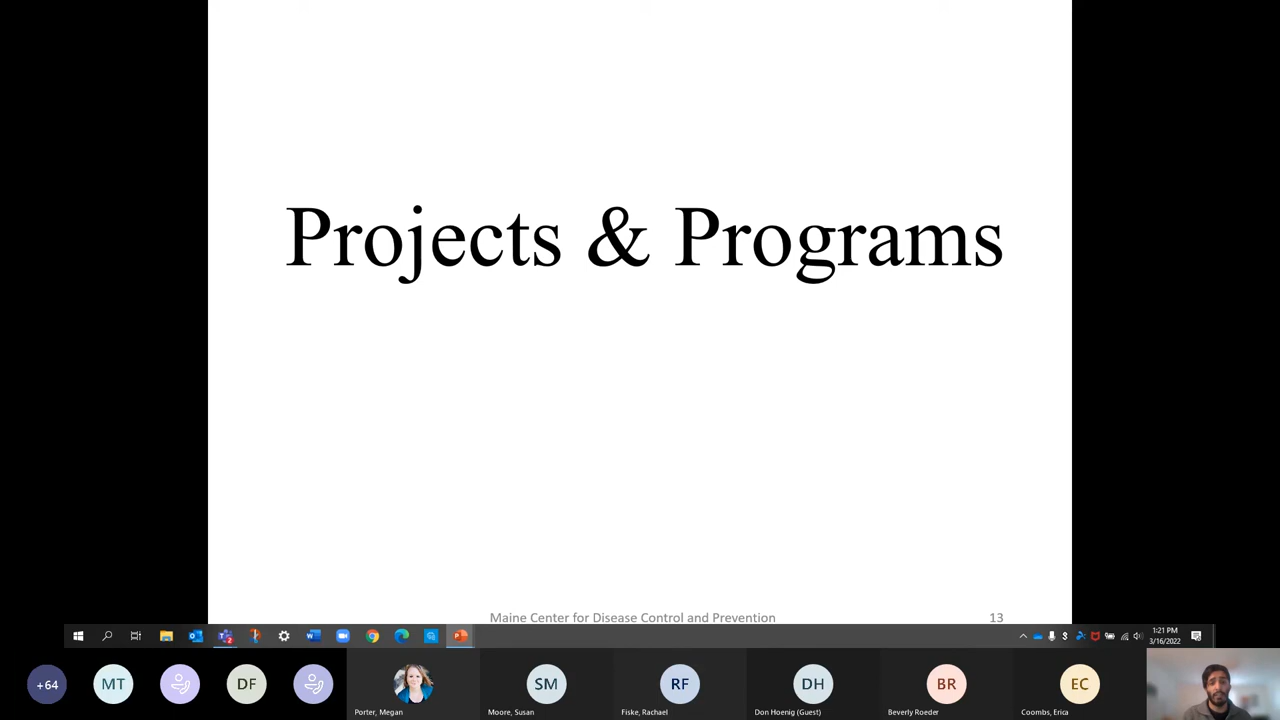 Projects & Programs
Maine Center for Disease Control and Prevention
13
1:21 PM
3/16/2022
+64
MT
DF
SM
RF
DH
BR
EC
Porter, Megan
Moore, Susan
Fiske, Rachael
Don Hoenig (Guest)
Beverly Roeder
Coombs, Erica